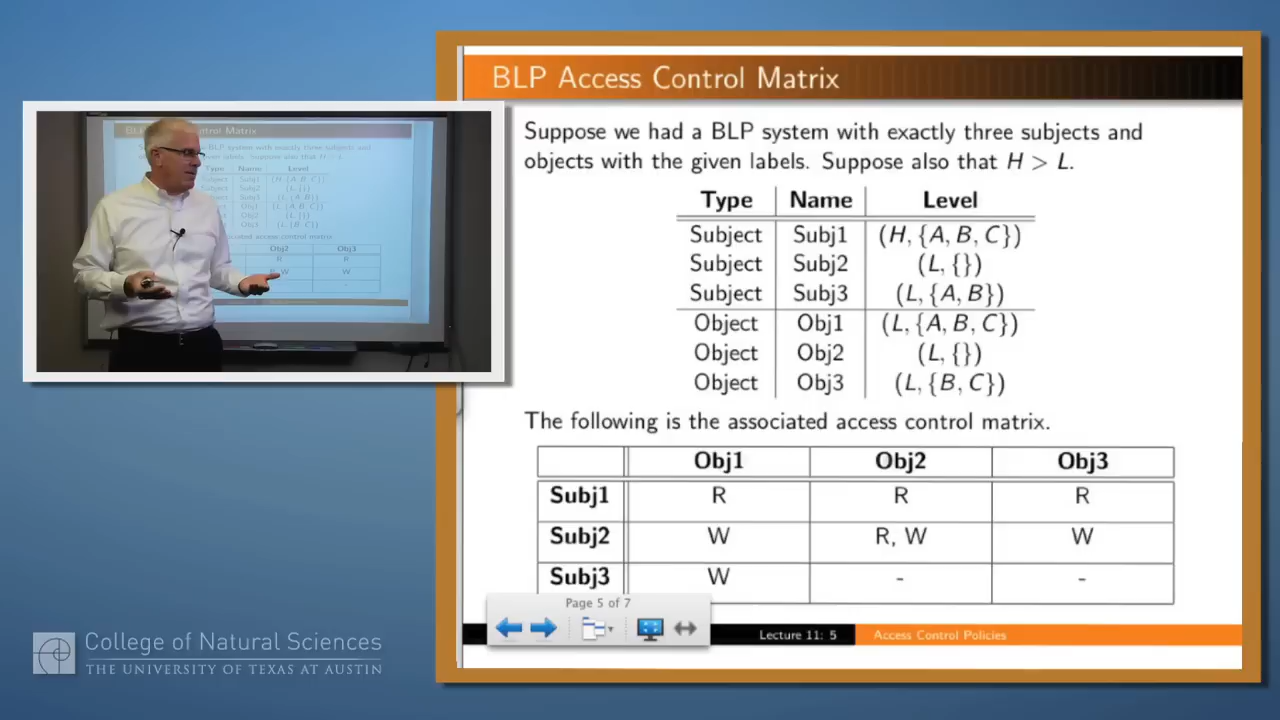 BLP Access Control Matrix
Suppose we had a BLP system with exactly three subjects and
objects with the given labels. Suppose also that H > L.
Type Name Level
Subject Subj1 (H, {A, B, C})
Subject Subj2 (L, {})
Subject Subj3 (L, {A, B})
Object Obj1 (L, {A, B, C})
Object Obj2 (L, {})
Object Obj3 (L, {B, C})
The following is the associated access control matrix.
Obj1 Obj2 Obj3
Subj1 R R R
Subj2 W R, W W
Subj3 W - -
Page 5 of 7
Lecture 11: 5 Access Control Policies
College of Natural Sciences
THE UNIVERSITY OF TEXAS AT AUSTIN